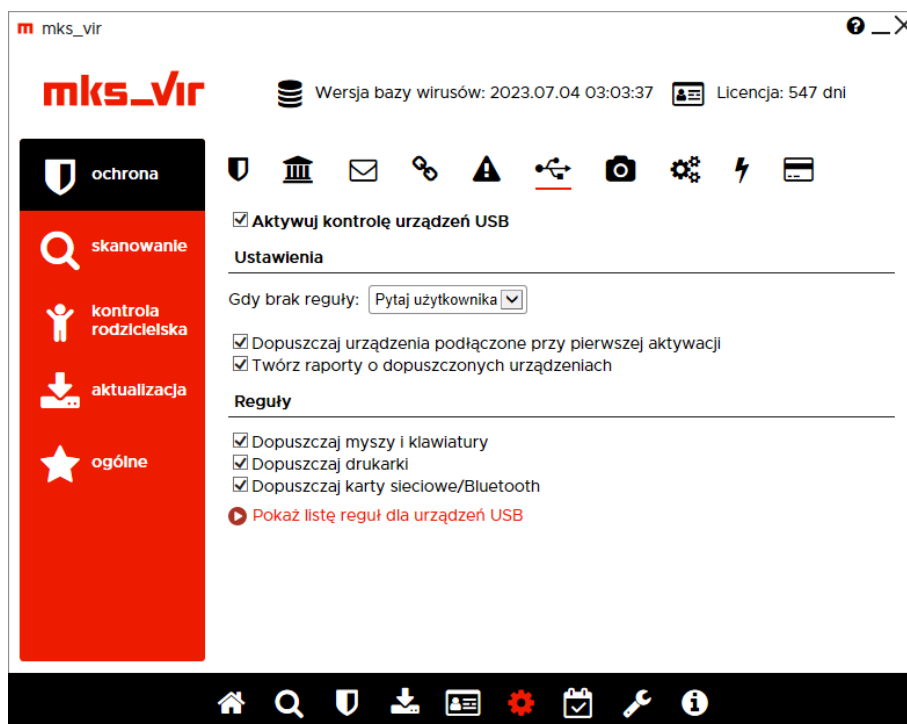 mks_vir
mks_vir
Wersja bazy wirusów: 2023.07.04 03:03:37
Licencja: 547 dni
ochrona
skanowanie
kontrola
rodzicielska
aktualizacja
ogólne
Aktywuj kontrolę urządzeń USB
Ustawienia
Gdy brak reguły: Pytaj użytkownika
Dopuszczaj urządzenia podłączone przy pierwszej aktywacji
Twórz raporty o dopuszczonych urządzeniach
Reguły
Dopuszczaj myszy i klawiatury
Dopuszczaj drukarki
Dopuszczaj karty sieciowe/Bluetooth
Pokaż listę reguł dla urządzeń USB